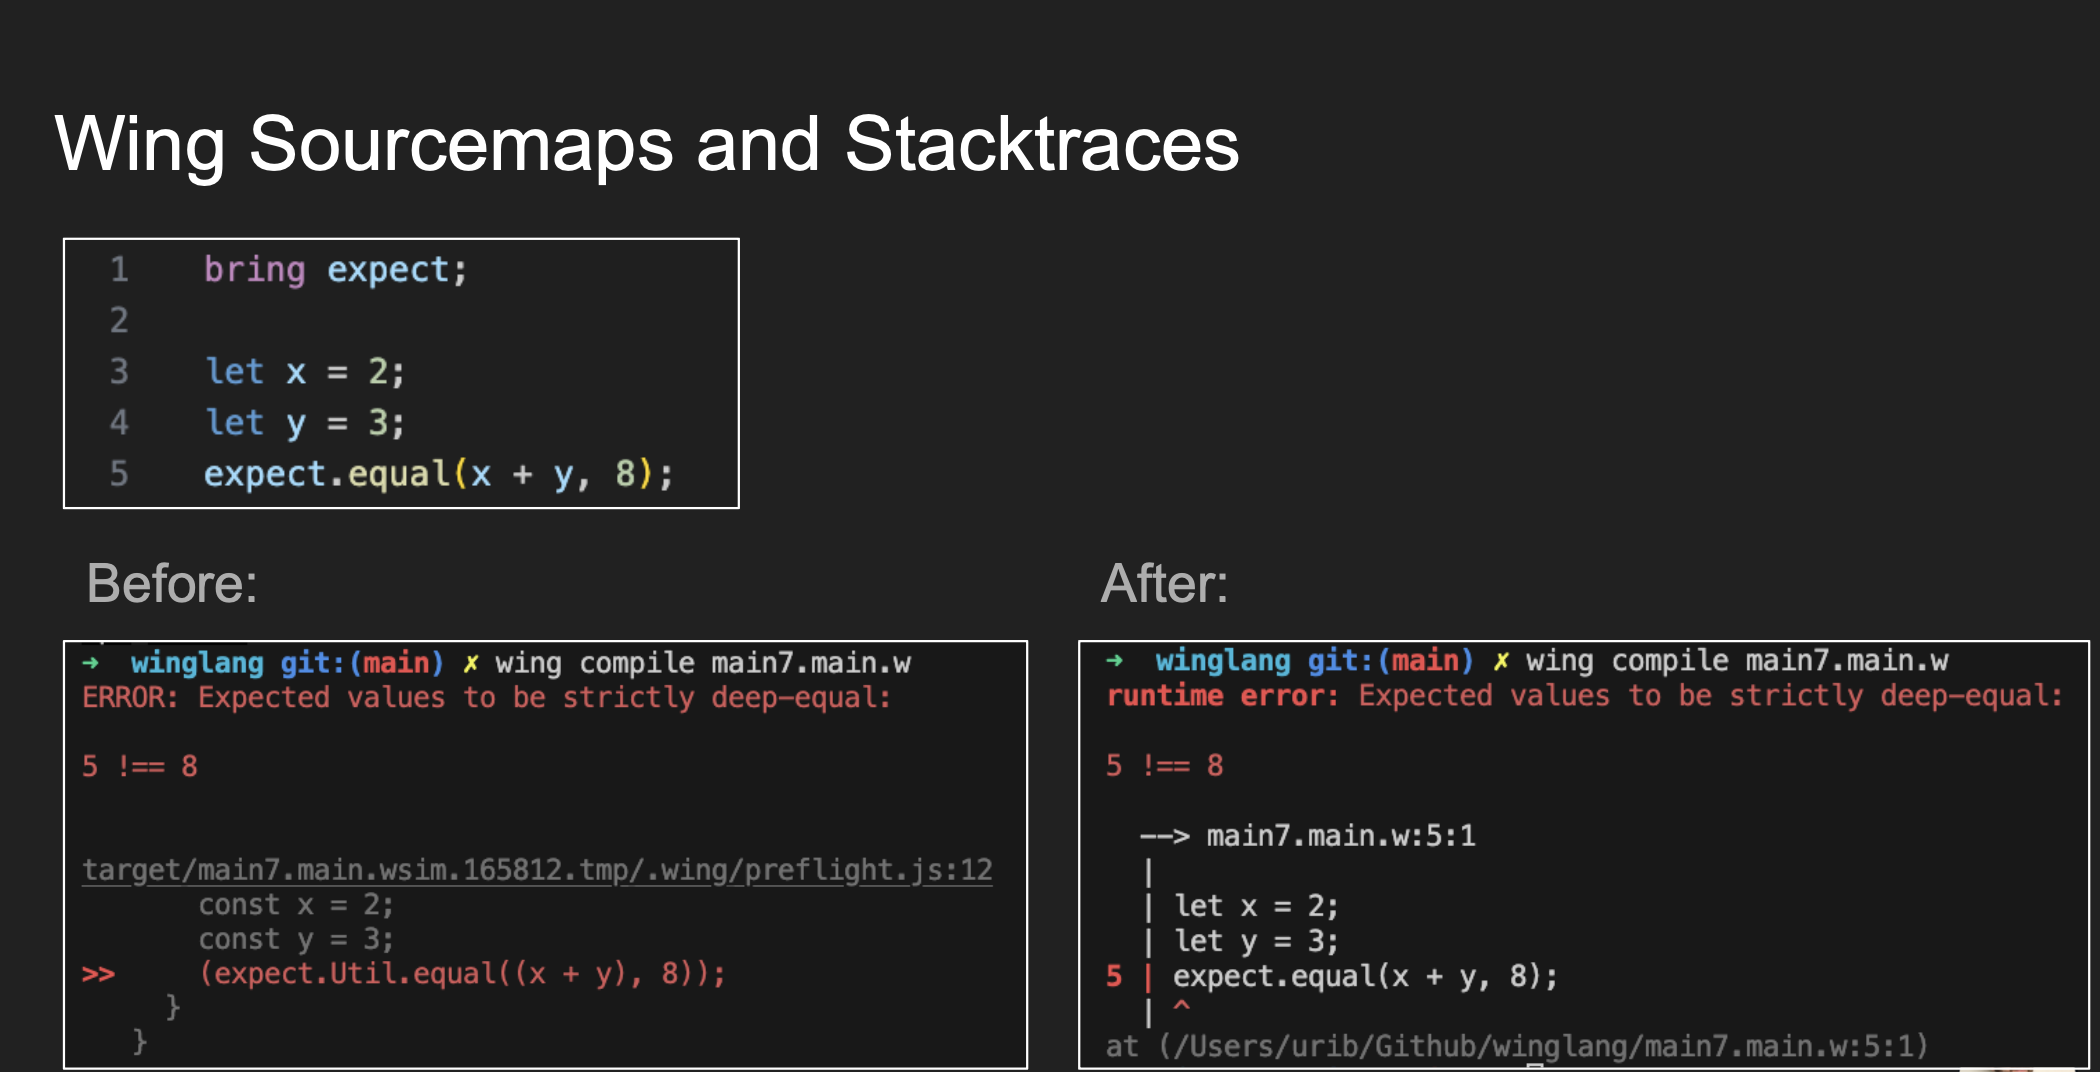 Wing Sourcemaps and Stacktraces
1 bring expect;
2
3 let x = 2;
4 let y = 3;
5 expect.equal(x + y, 8);
Before:
➜ winglang git:(main) ✗ wing compile main7.main.w
ERROR: Expected values to be strictly deep-equal:
5 !== 8
target/main7.main.wsim.165812.tmp/.wing/preflight.js:12
const x = 2;
const y = 3;
>> (expect.Util.equal((x + y), 8));
}
}
After:
➜ winglang git:(main) ✗ wing compile main7.main.w
runtime error: Expected values to be strictly deep-equal:
5 !== 8
--> main7.main.w:5:1
|
| let x = 2;
| let y = 3;
5 | expect.equal(x + y, 8);
| ^
at (/Users/urib/Github/winglang/main7.main.w:5:1)